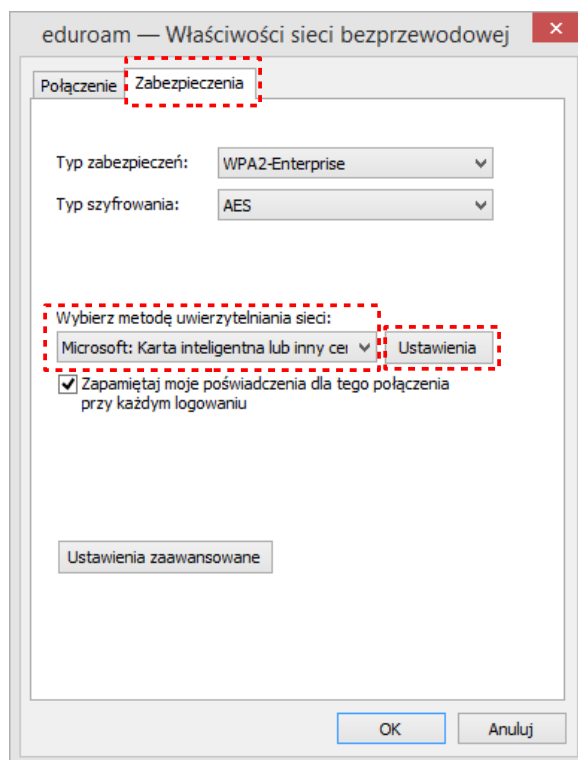 eduroam — Właściwości sieci bezprzewodowej
Połączenie Zabezpieczenia
Typ zabezpieczeń: WPA2-Enterprise
Typ szyfrowania: AES
Wybierz metodę uwierzytelniania sieci:
Microsoft: Karta inteligentna lub inny cer Ustawienia
Zapamiętaj moje poświadczenia dla tego połączenia
przy każdym logowaniu
Ustawienia zaawansowane
OK Anuluj